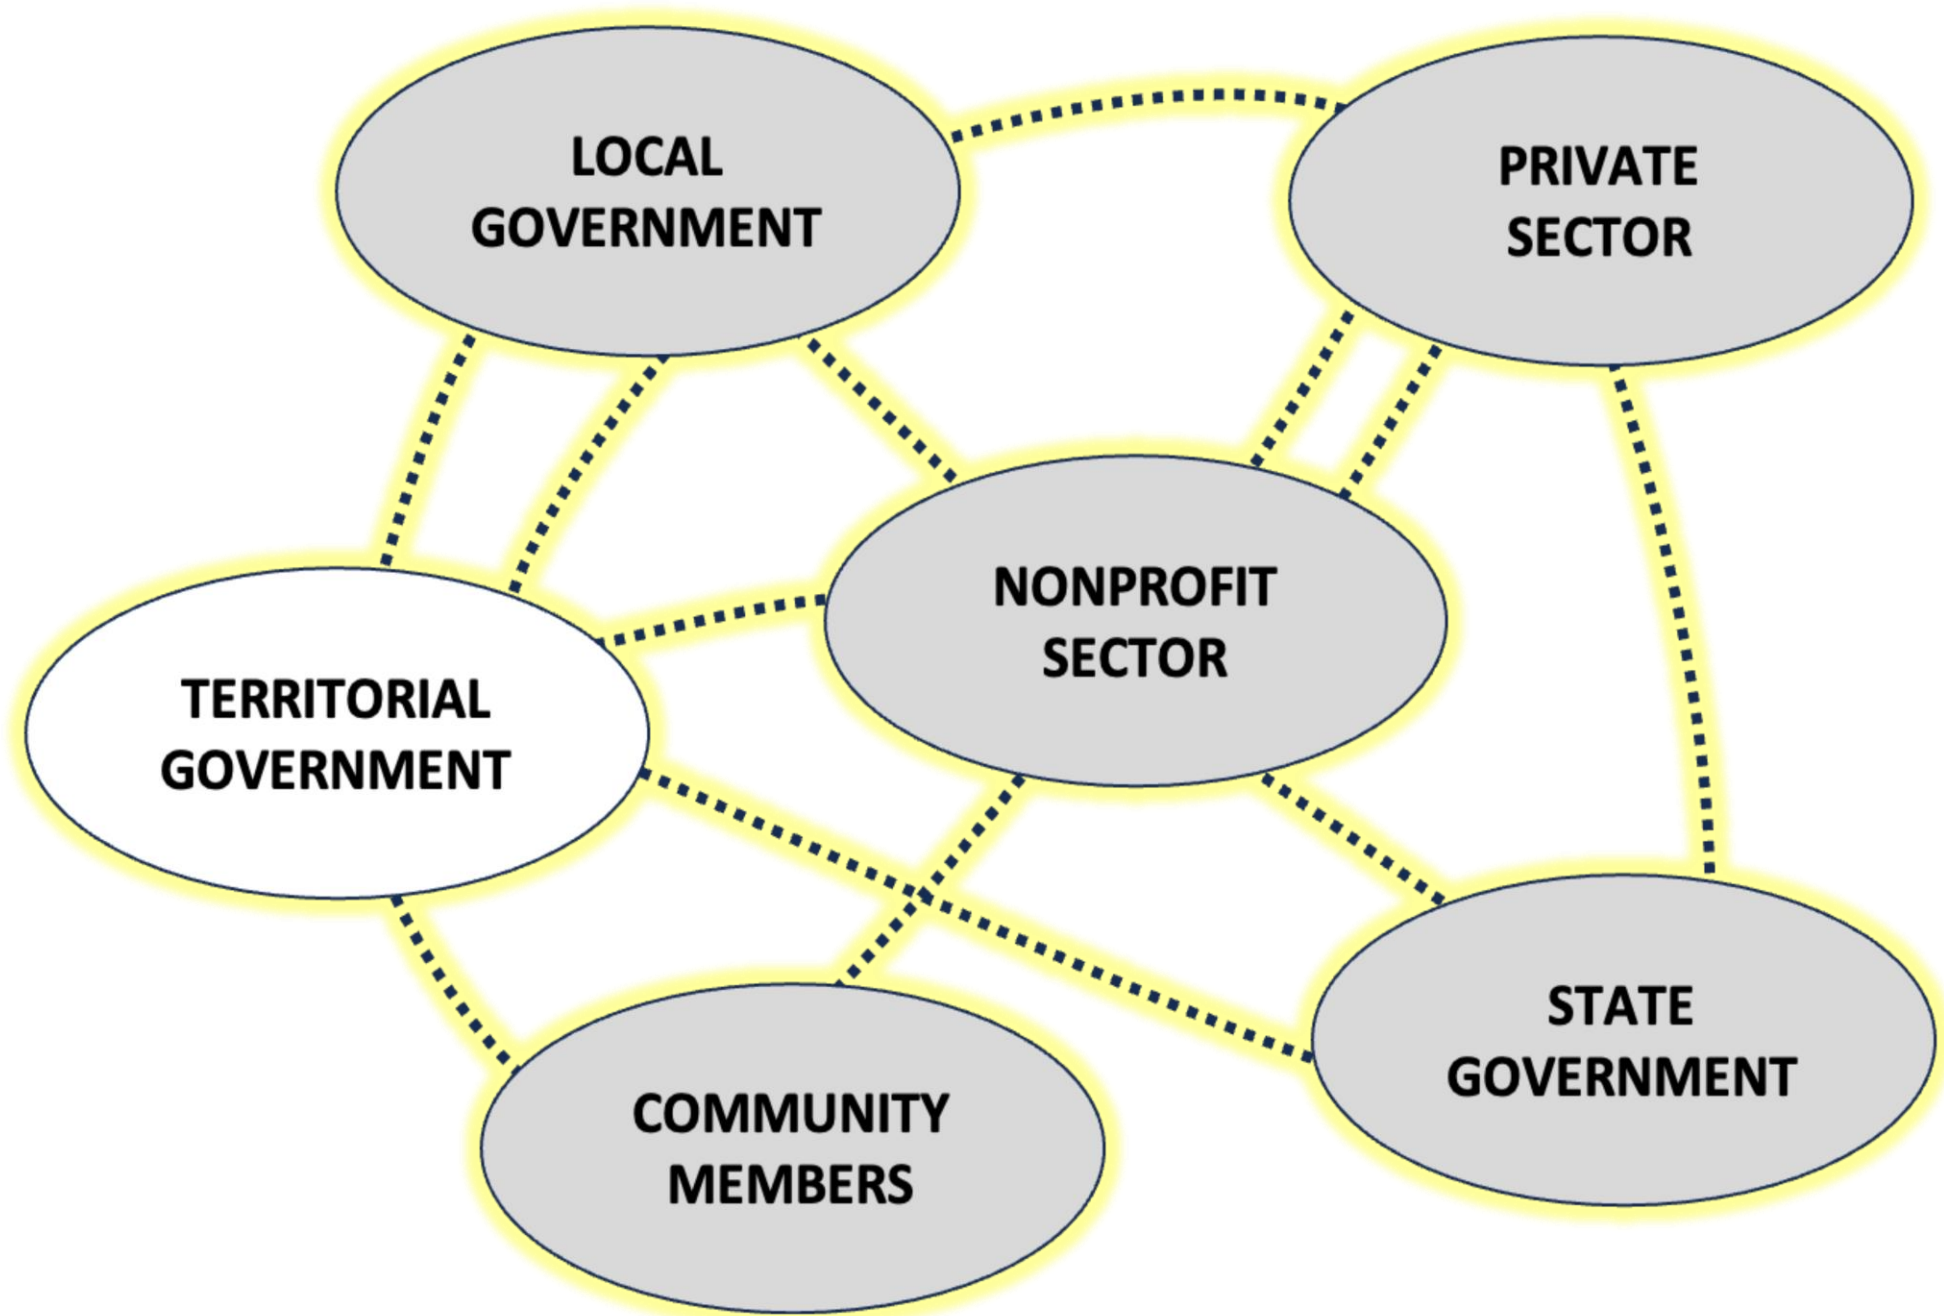 LOCAL
GOVERNMENT
PRIVATE
SECTOR
NONPROFIT
SECTOR
TERRITORIAL
GOVERNMENT
STATE
GOVERNMENT
COMMUNITY
MEMBERS